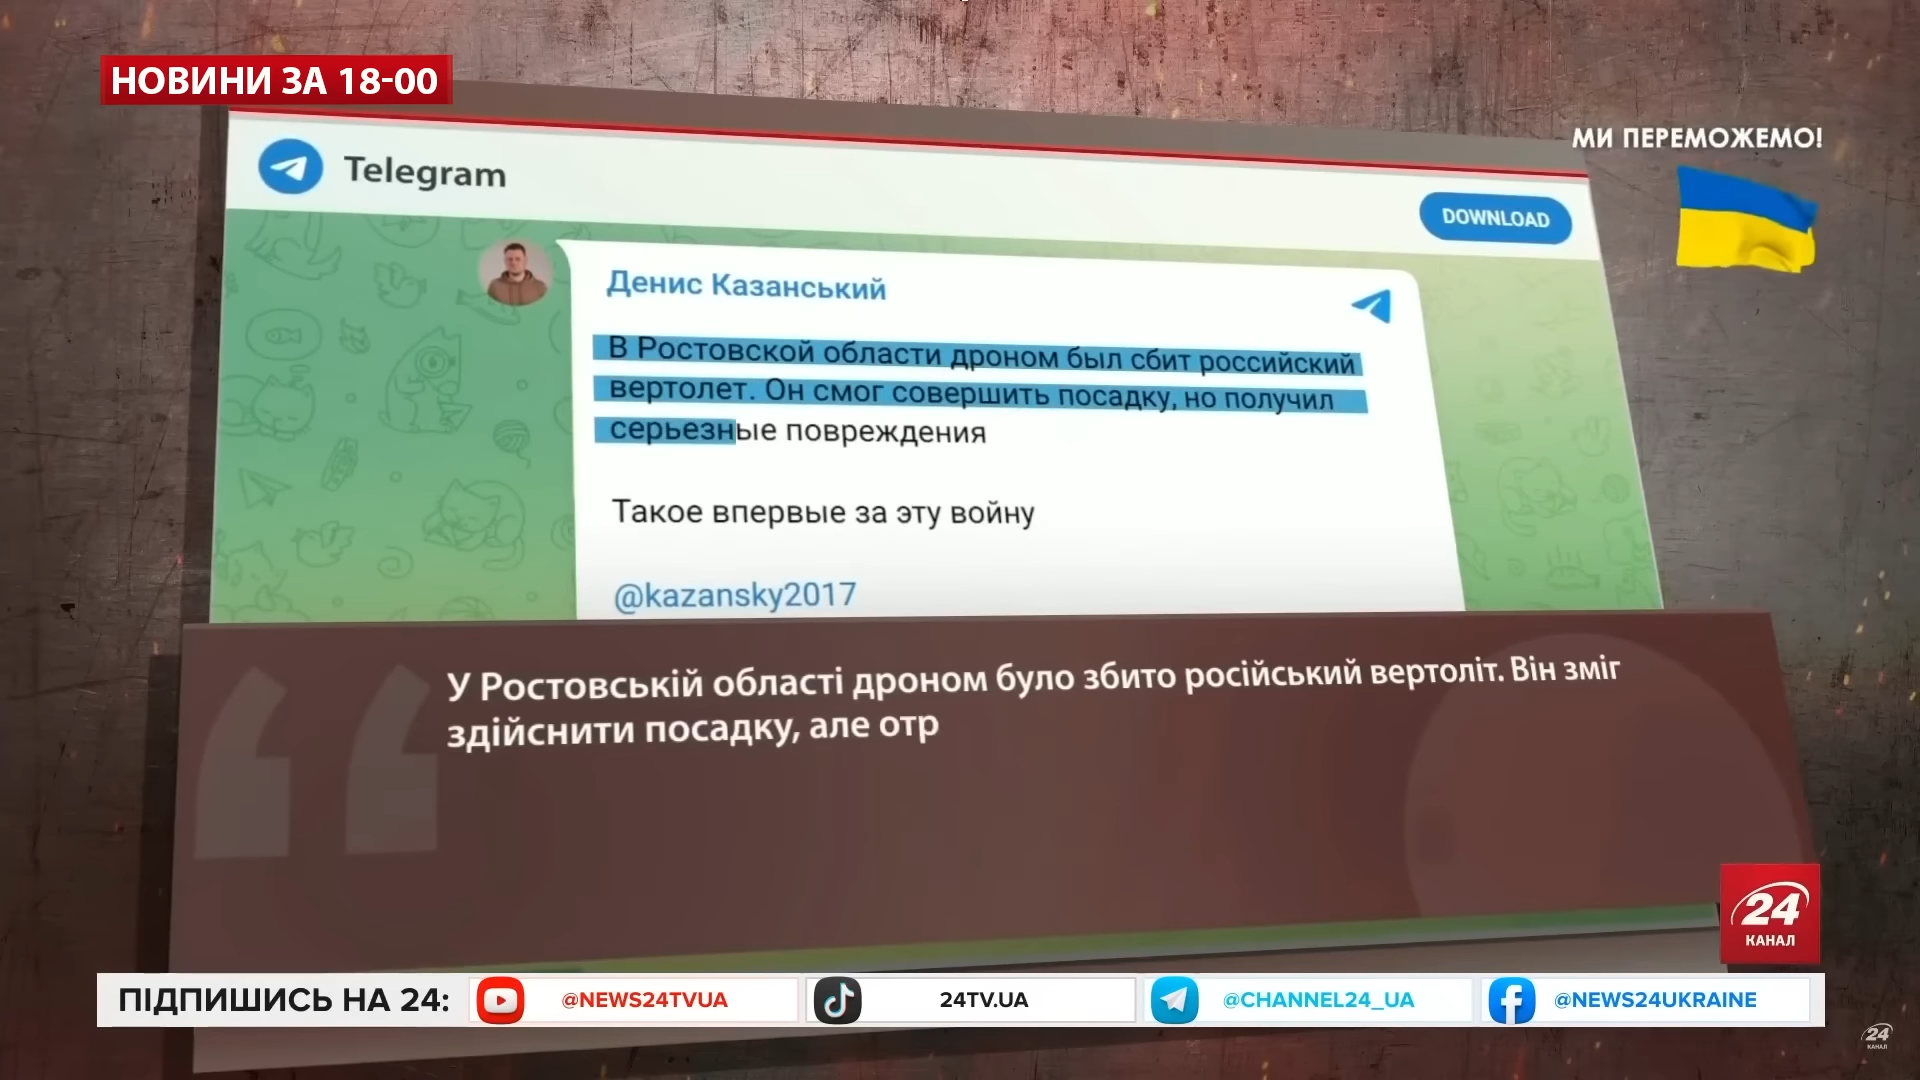 НОВИНИ ЗА 18-00
МИ ПЕРЕМОЖЕМО!
Telegram
DOWNLOAD
Денис Казанський
В Ростовской области дроном был сбит российский
вертолет. Он смог совершить посадку, но получил
серьезные повреждения
Такое впервые за эту войну
@kazansky2017
У Ростовській області дроном було збито російський вертоліт. Він зміг
здійснити посадку, але отр
24
КАНАЛ
ПІДПИШИСЬ НА 24:
@NEWS24TVUA
24TV.UA
@CHANNEL24_UA
@NEWS24UKRAINE
24
КАНАЛ